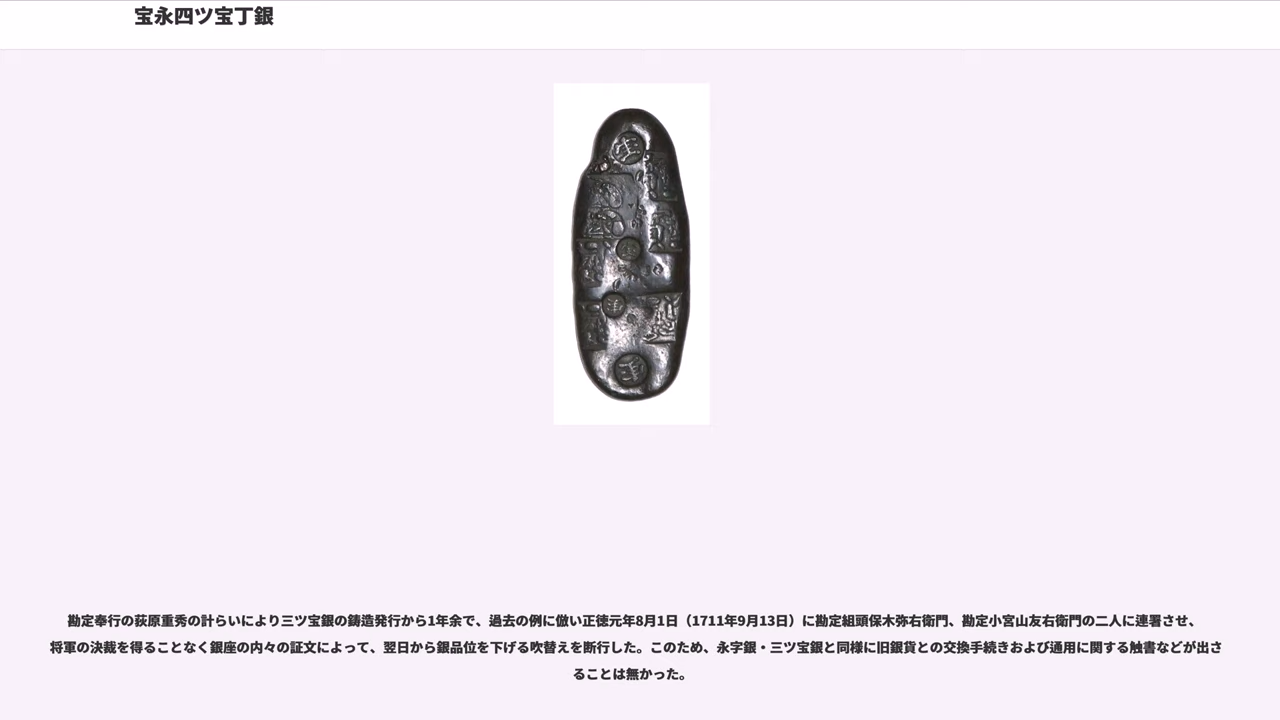 宝永四ツ宝丁銀
勘定奉行の荻原重秀の計らいにより三ツ宝銀の鋳造発行から1年余で、過去の例に倣い正徳元年8月1日（1711年9月13日）に勘定組頭保木弥右衛門、勘定小宮山友右衛門の二人に連署させ、
将軍の決裁を得ることなく銀座の内々の証文によって、翌日から銀品位を下げる吹替えを断行した。このため、永字銀・三ツ宝銀と同様に旧銀貨との交換手続きおよび通用に関する触書などが出さ
ることは無かった。